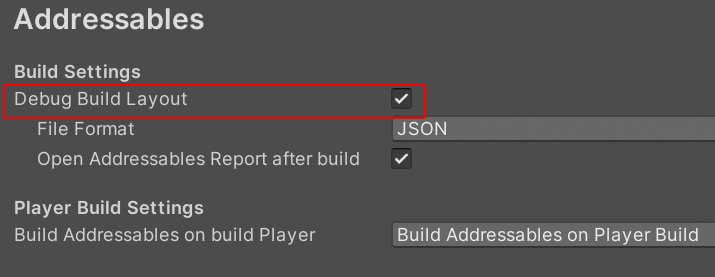 Addressables
Build Settings
Debug Build Layout
File Format JSON
Open Addressables Report after build
Player Build Settings
Build Addressables on build Player Build Addressables on Player Build